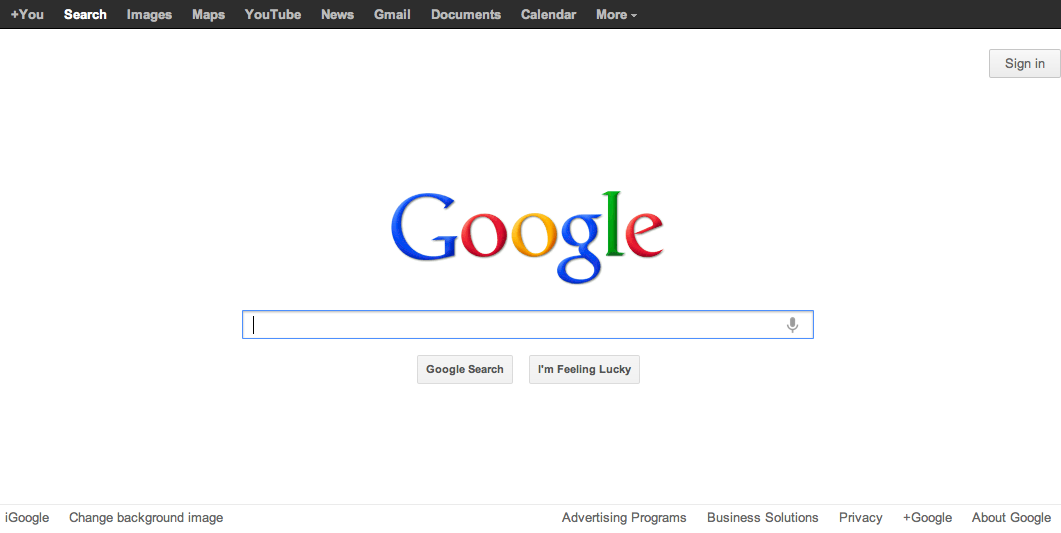 +You Search Images Maps YouTube News Gmail Documents Calendar More
Sign in
Google
Google Search I'm Feeling Lucky
iGoogle Change background image Advertising Programs Business Solutions Privacy +Google About Google